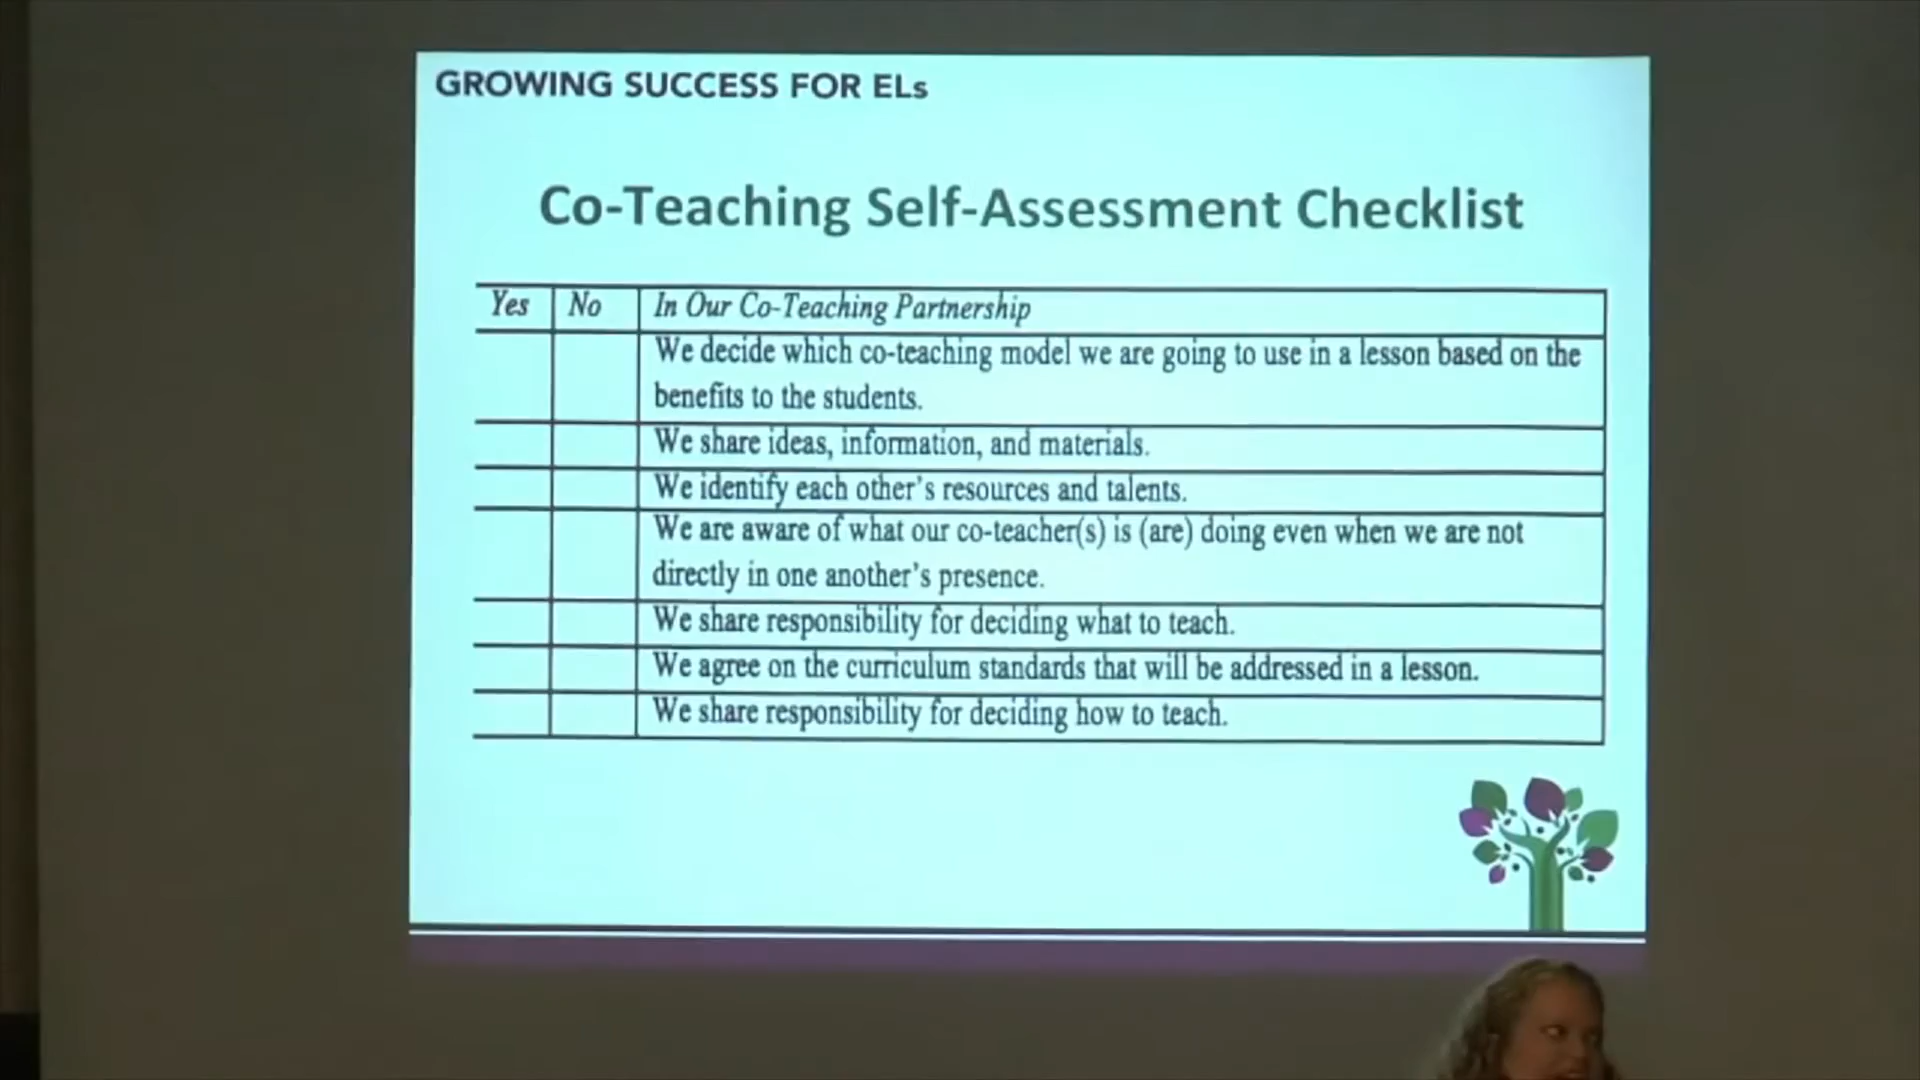 GROWING SUCCESS FOR ELs
Co-Teaching Self-Assessment Checklist
Yes No In Our Co-Teaching Partnership
We decide which co-teaching model we are going to use in a lesson based on the
benefits to the students.
We share ideas, information, and materials.
We identify each other's resources and talents.
We are aware of what our co-teacher(s) is (are) doing even when we are not
directly in one another's presence.
We share responsibility for deciding what to teach.
We agree on the curriculum standards that will be addressed in a lesson.
We share responsibility for deciding how to teach.